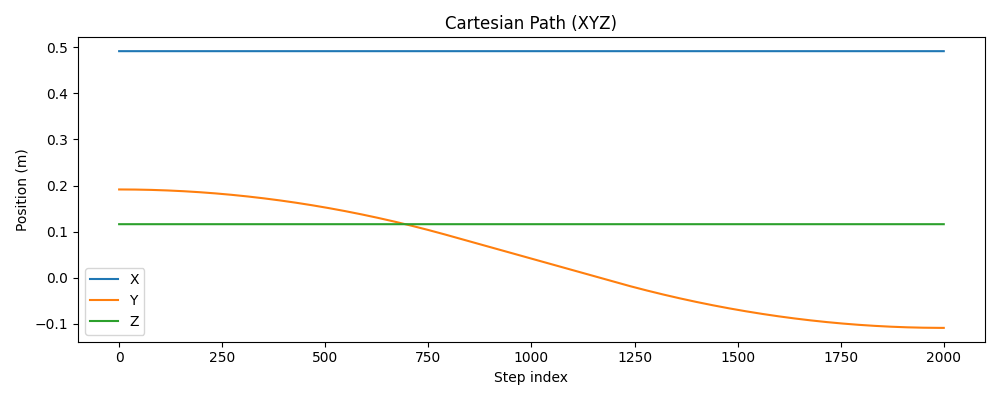 Cartesian Path (XYZ)
Position (m)
0.5
0.4
0.3
0.2
0.1
0.0
−0.1
X
Y
Z
0 250 500 750 1000 1250 1500 1750 2000
Step index